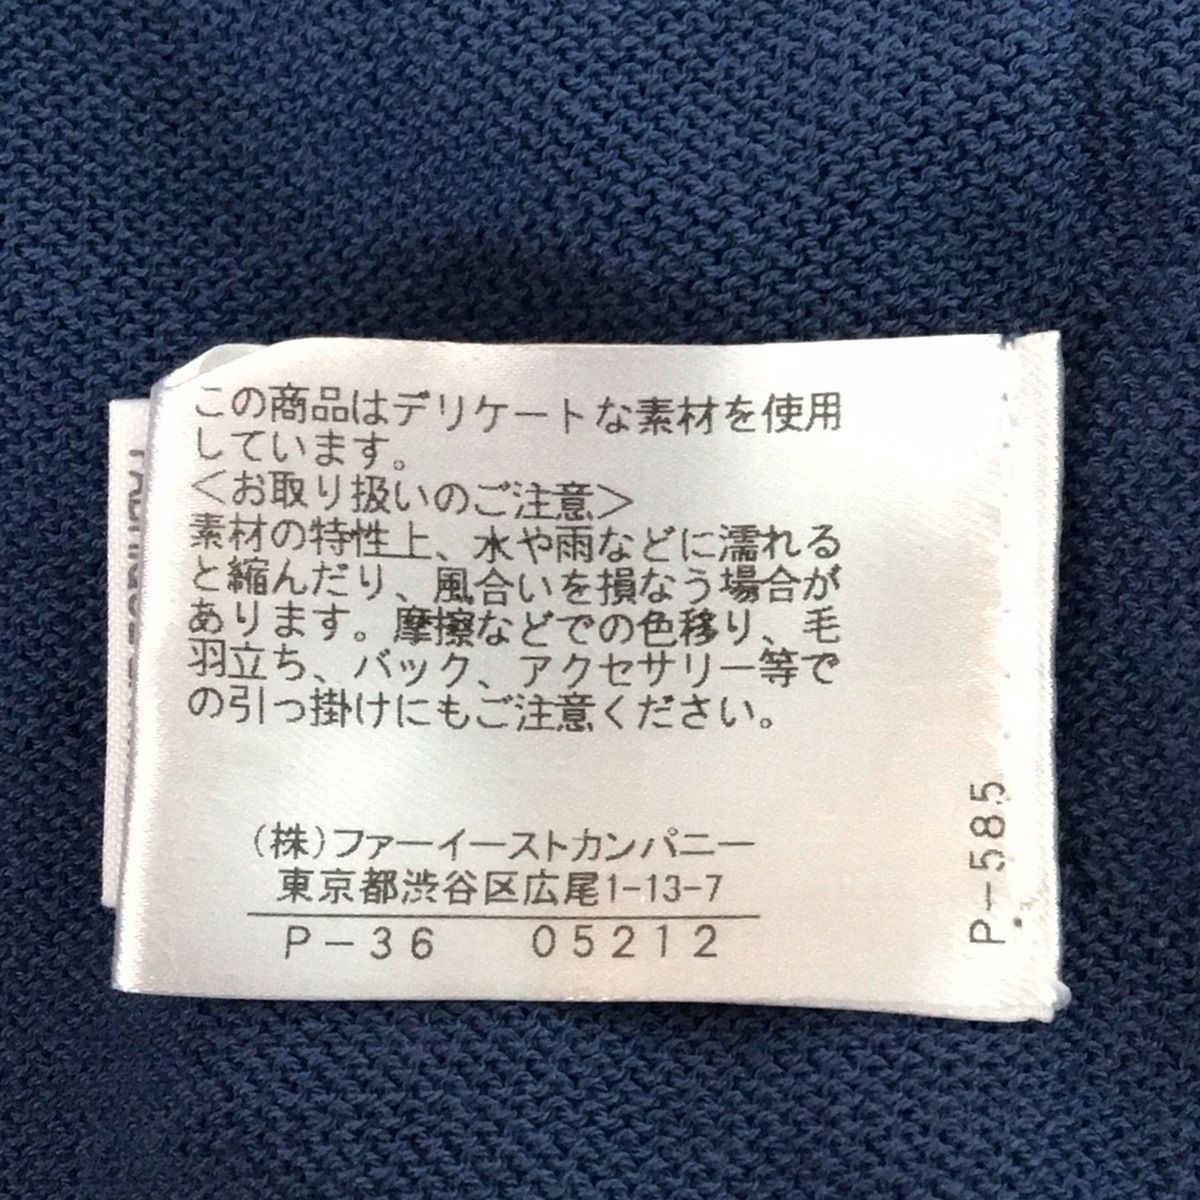 この商品はデリケートな素材を使用
しています。
＜お取り扱いのご注意＞
素材の特性上、水や雨などに濡れる
と縮んだり、風合いを損なう場合が
あります。摩擦などでの色移り、毛
羽立ち、バック、アクセサリー等で
の引っ掛けにもご注意ください。
(株)ファーイーストカンパニー
東京都渋谷区広尾1-13-7
P-36 05212
P-585